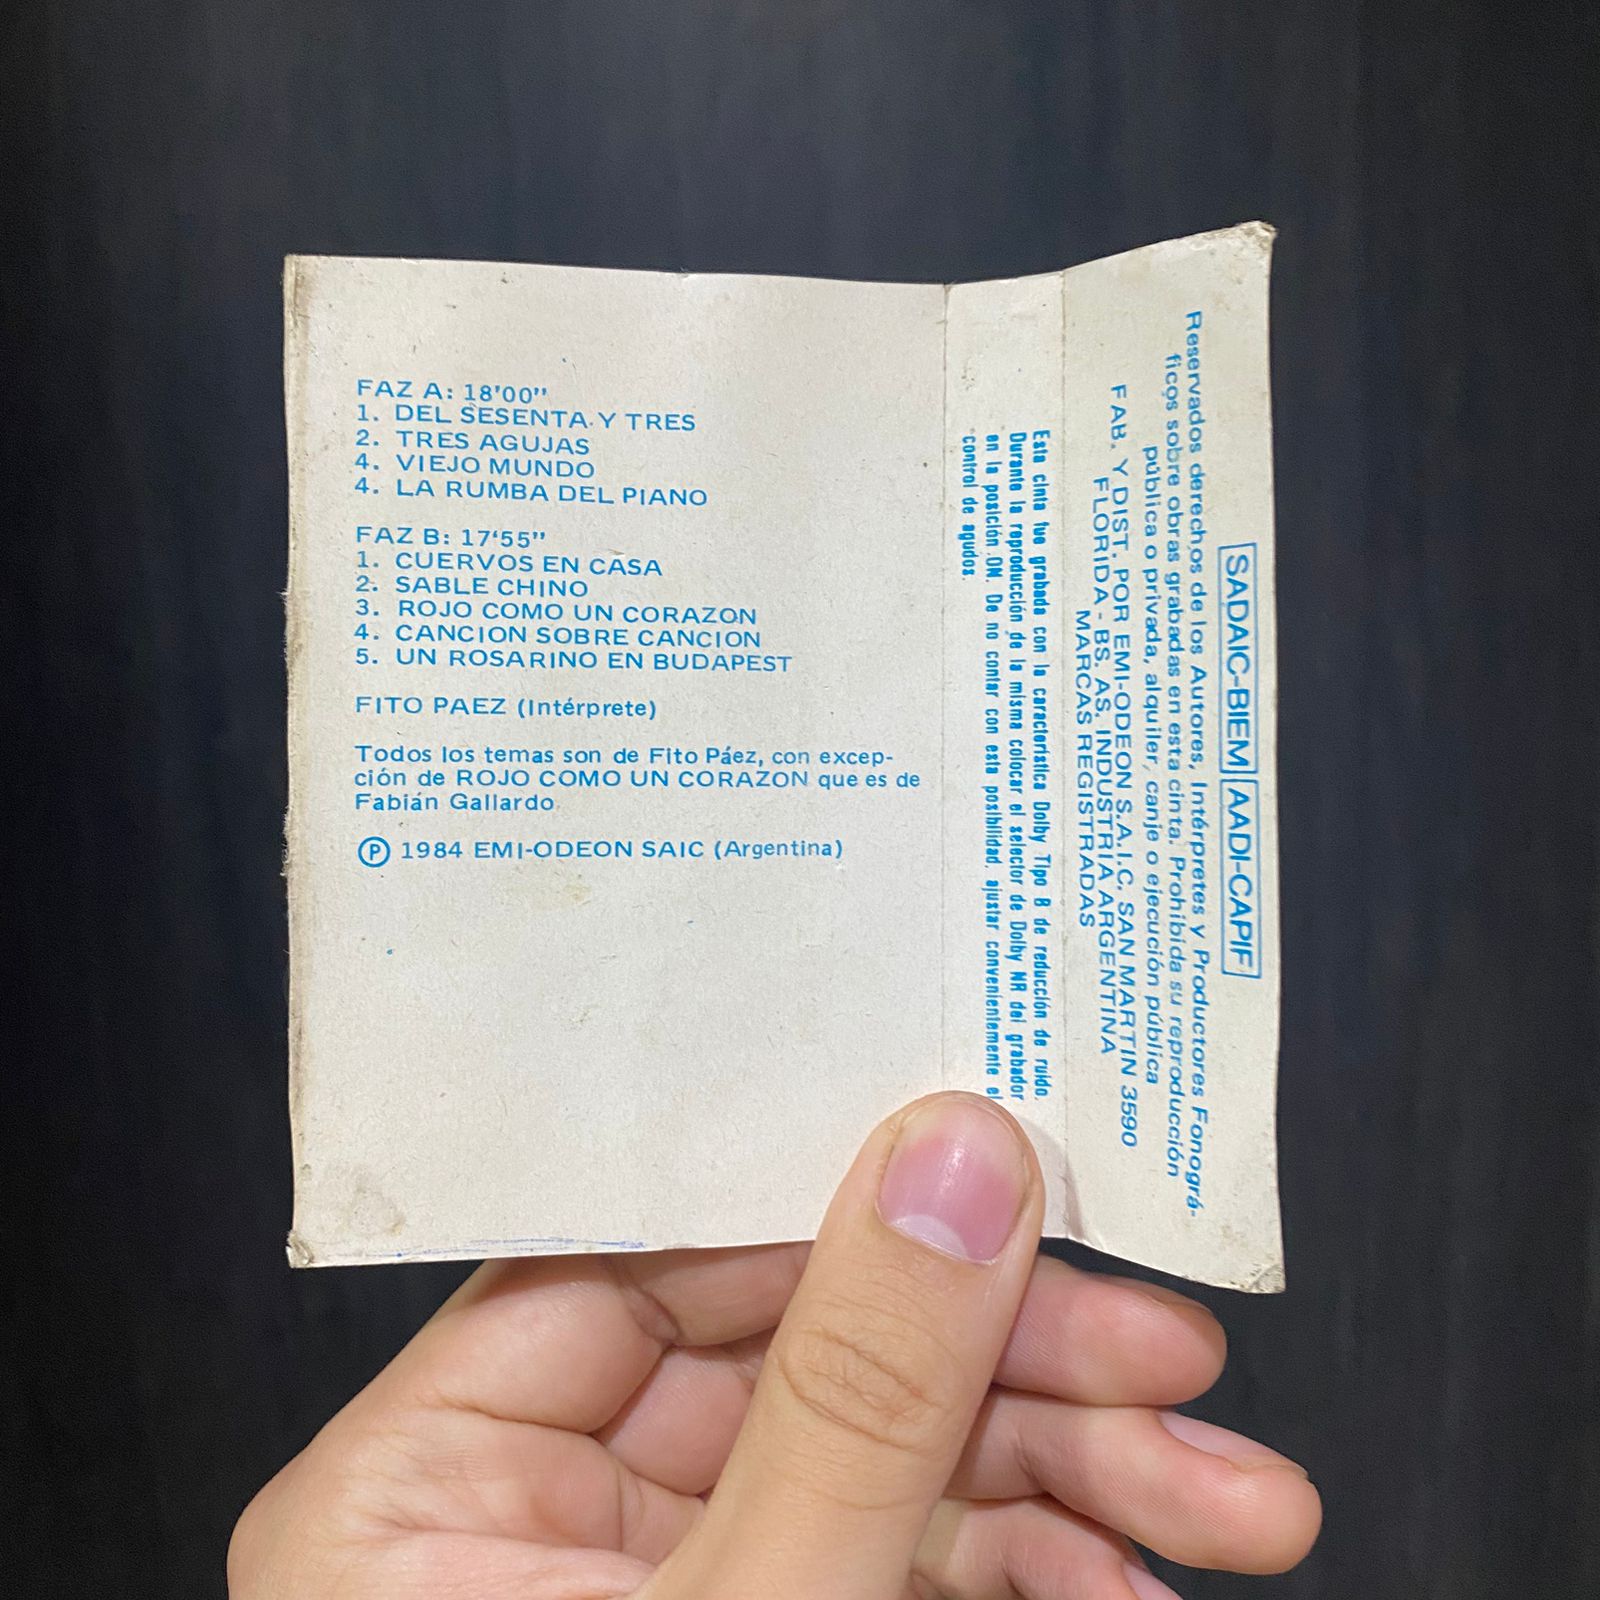 FAZ A: 18'00"
1. DEL SESENTA Y TRES
2. TRES AGUJAS
4. VIEJO MUNDO
4. LA RUMBA DEL PIANO
FAZ B: 17'55"
1. CUERVOS EN CASA
2. SABLE CHINO
3. ROJO COMO UN CORAZON
4. CANCION SOBRE CANCION
5. UN ROSARINO EN BUDAPEST
FITO PAEZ (Intérprete)
Todos los temas son de Fito Páez, con excep-
ción de ROJO COMO UN CORAZON que es de
Fabián Gallardo.
℗ 1984 EMI-ODEON SAIC (Argentina)
Esta cinta fue grabada con la característica Dolby Tipo B de reducción de ruido.
Durante la reproducción de la misma colocar el selector de Dolby NR del grabador
en la posición ON. De no contar con esta posibilidad, ajustar convenientemente el
control de agudos.
SADAIC-BIEM AADI-CAPIF
Reservados derechos de los Autores, Intérpretes y Productores Fonográ-
ficos sobre obras grabadas en esta cinta. Prohibida su reproducción
pública o privada, alquiler, canje o ejecución pública
FAB. Y DIST. POR EMI-ODEON S.A.I.C. SAN MARTIN 3590
FLORIDA - BS. AS. INDUSTRIA ARGENTINA
MARCAS REGISTRADAS